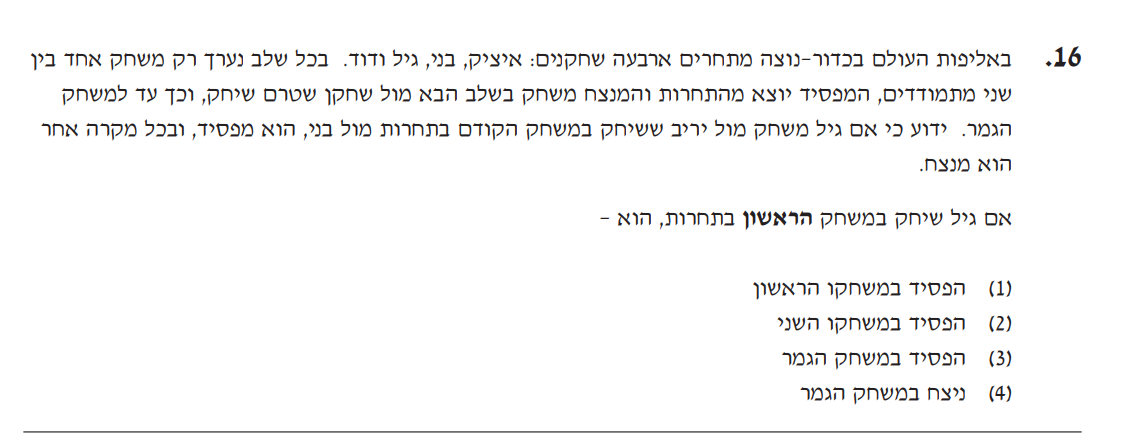 16. באליפות העולם בכדור-נוצה מתחרים ארבעה שחקנים: איציק, בני, גיל ודוד. בכל שלב נערך רק משחק אחד בין
שני מתמודדים, המפסיד יוצא מהתחרות והמנצח משחק בשלב הבא מול שחקן שטרם שיחק, וכך עד למשחק
הגמר. ידוע כי אם גיל משחק מול יריב ששיחק במשחק הקודם בתחרות מול בני, הוא מפסיד, ובכל מקרה אחר
הוא מנצח.
אם גיל שיחק במשחק הראשון בתחרות, הוא -
(1) הפסיד במשחקו הראשון
(2) הפסיד במשחקו השני
(3) הפסיד במשחק הגמר
(4) ניצח במשחק הגמר